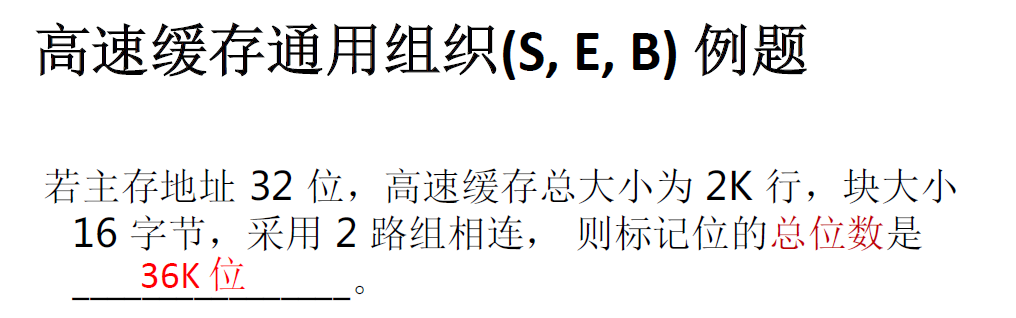 高速缓存通用组织(S, E, B) 例题
若主存地址 32 位，高速缓存总大小为 2K 行，块大小
16 字节，采用 2 路组相连， 则标记位的总位数是
36K 位
______________。